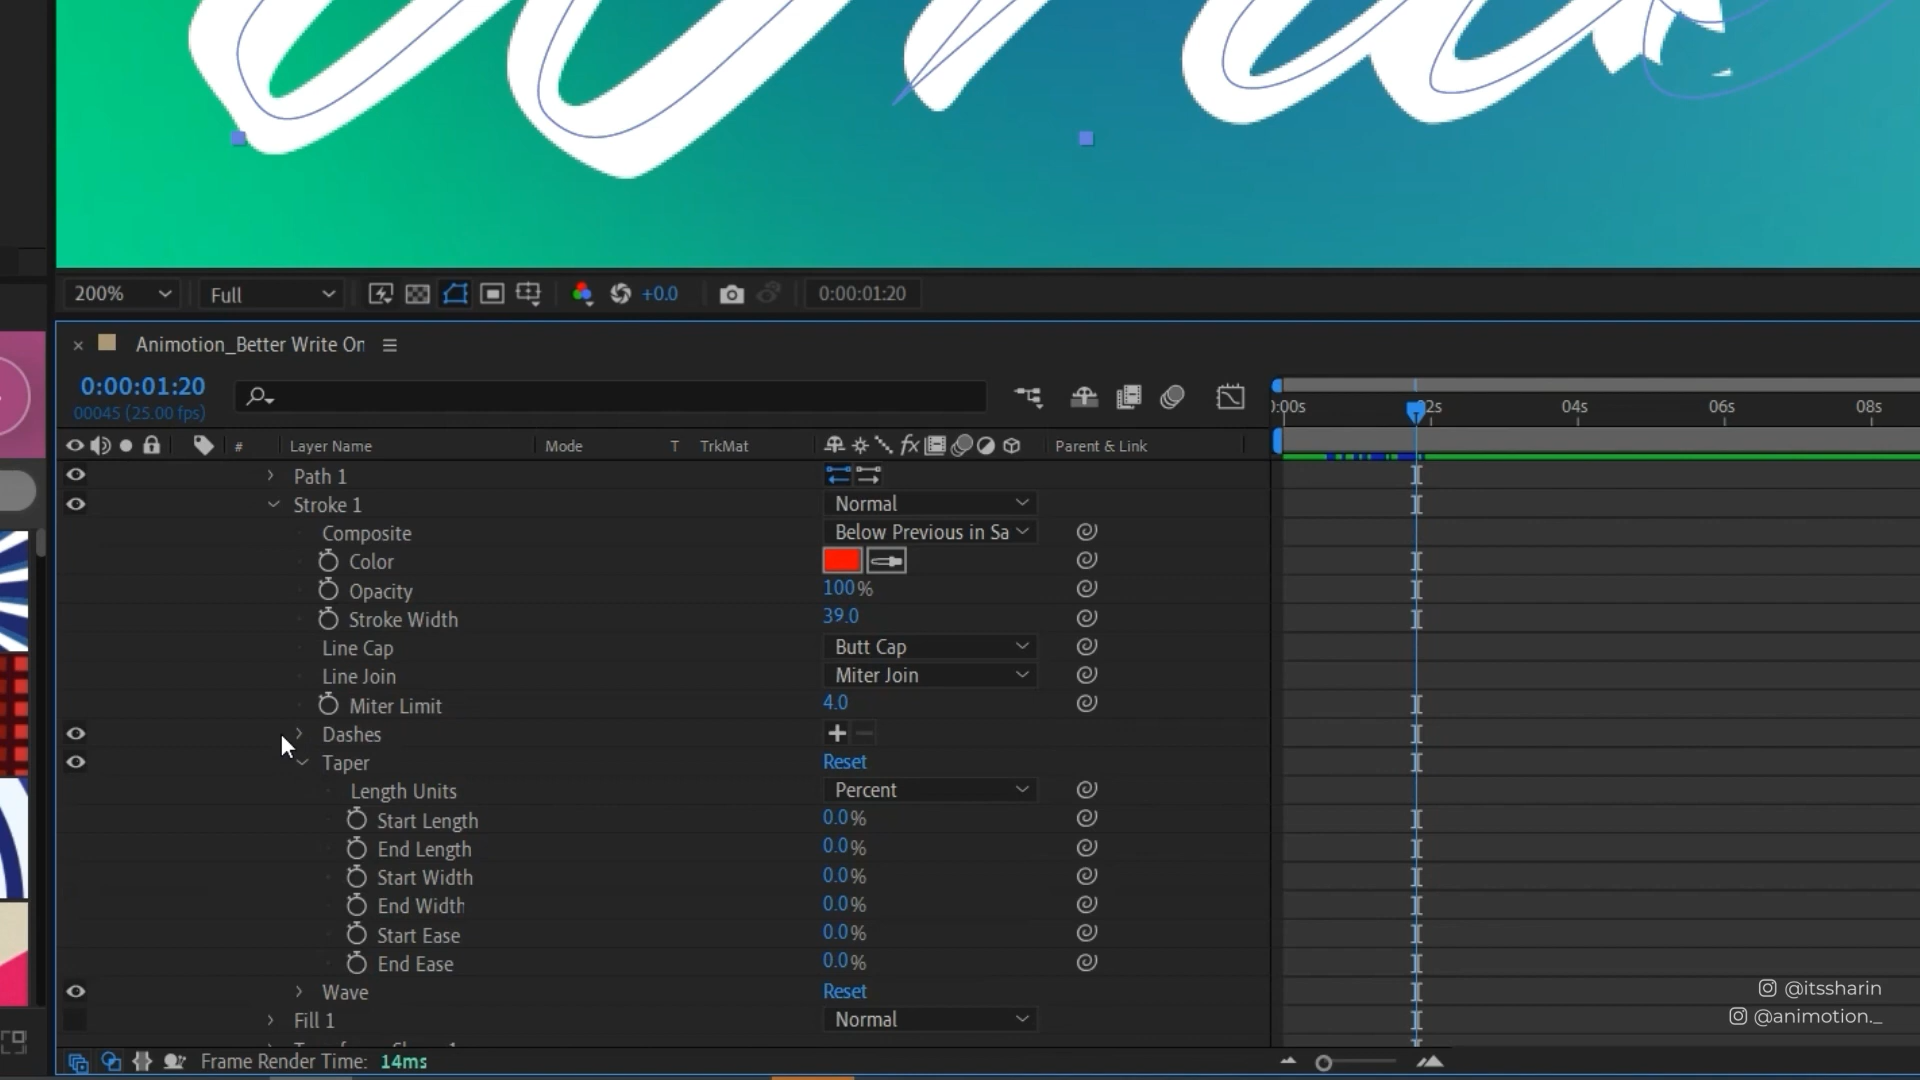 200%
Full
+0.0
0:00:01:20
Animotion_Better Write On
0:00:01:20
00045 (25.00 fps)
:00s
02s
04s
06s
08s
#
Layer Name
Mode
T
TrkMat
Parent & Link
Path 1
Stroke 1
Normal
Composite
Below Previous in Sa
Color
Opacity
100%
Stroke Width
39.0
Line Cap
Butt Cap
Line Join
Miter Join
Miter Limit
4.0
Dashes
Taper
Reset
Length Units
Percent
Start Length
0.0%
End Length
0.0%
Start Width
0.0%
End Width
0.0%
Start Ease
0.0%
End Ease
0.0%
Wave
Reset
Fill 1
Normal
@itssharin
@animotion._
Frame Render Time: 14ms